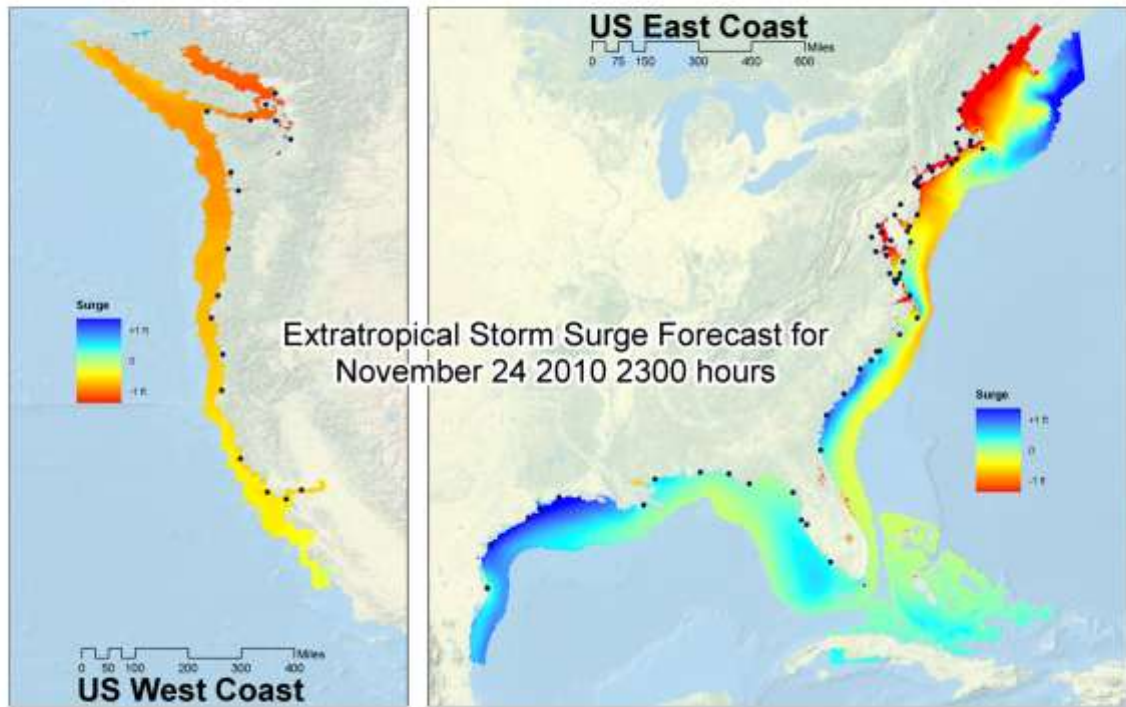 US East Coast
Miles
0 75 150 300 450 600
Surge
+1 ft
0
-1 ft
Extratropical Storm Surge Forecast for
November 24 2010 2300 hours
Surge
+1 ft
0
-1 ft
Miles
0 50 100 200 300 400
US West Coast